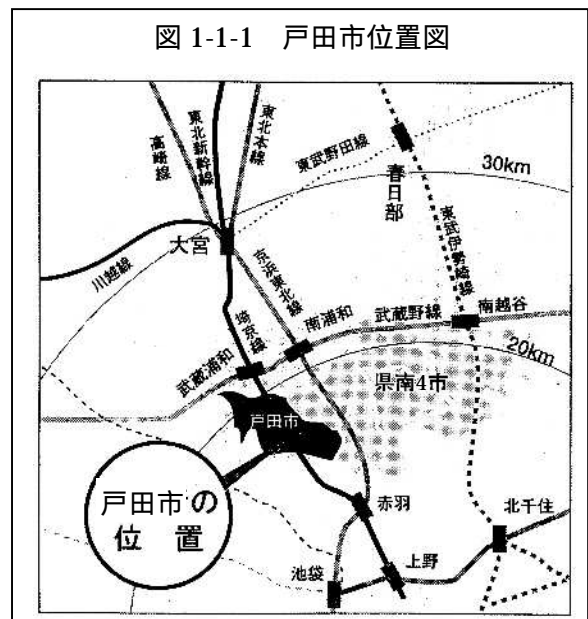 図 1-1-1 戸田市位置図
高崎線
東北新幹線
東北本線
東武野田線
春日部
30km
東武伊勢崎線
大宮
川越線
京浜東北線
埼京線
南浦和
武蔵野線
南越谷
武蔵浦和
20km
県南4市
戸田市
戸田市の
位置
赤羽
北千住
池袋
上野